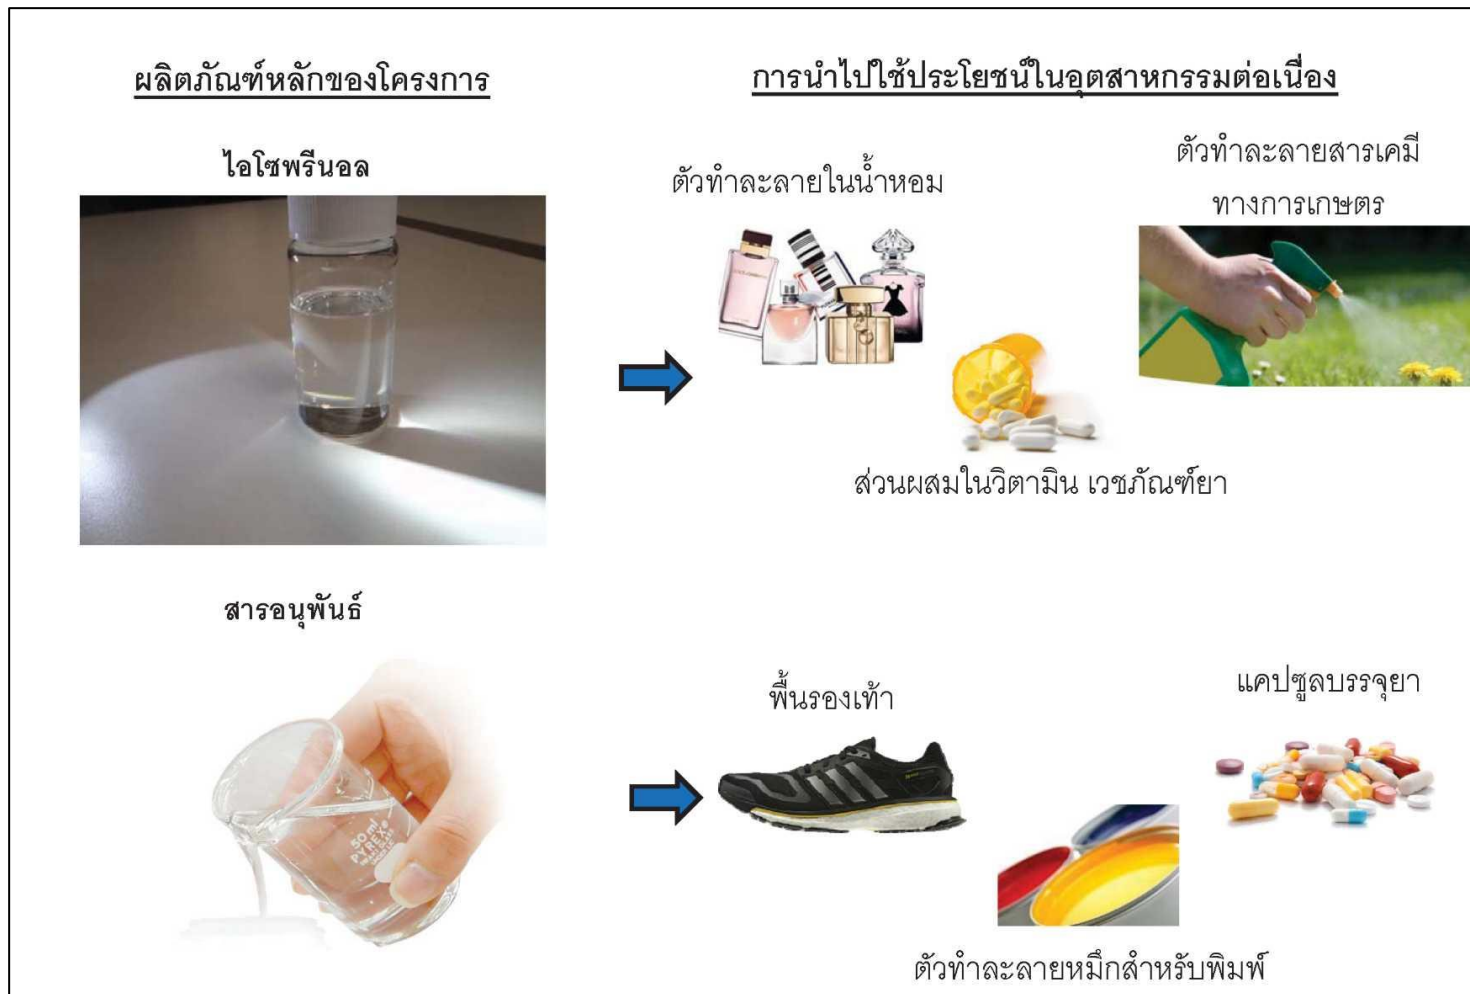 ผลิตภัณฑ์หลักของโครงการ
การนำไปใช้ประโยชน์ในอุตสาหกรรมต่อเนื่อง
ไอโซพรีนอล
ตัวทำละลายในน้ำหอม
ตัวทำละลายสารเคมี
ทางการเกษตร
ส่วนผสมในวิตามิน เวชภัณฑ์ยา
สารอนุพันธ์
พื้นรองเท้า
แคปซูลบรรจุยา
50 ml
PYREX®
ตัวทำละลายหมึกสำหรับพิมพ์